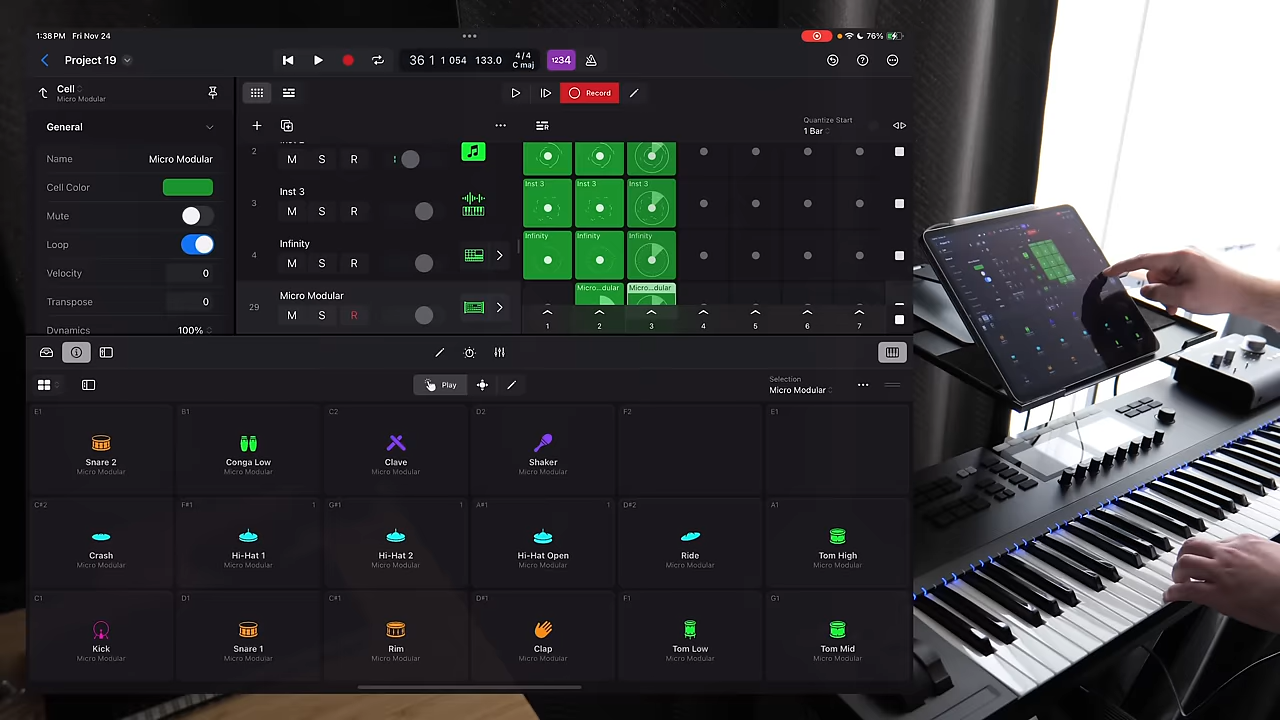 1:38 PM Fri Nov 24
76%
Project 19
36 1 1 054 133.0
4/4
C maj
1234
Cell
Micro Modular
Record
General
Quantize Start
1 Bar
Name Micro Modular
Cell Color
Mute
Loop
Velocity 0
Transpose 0
Dynamics 100%
2 M S R
Inst 3
3 M S R
Inst 3 Inst 3 Inst 3
Infinity
4 M S R
Infinity Infinity Infinity
Micro Modular
29 M S R
Micro...dular Micro...dular
1 2 3 4 5 6 7
Play
Selection
Micro Modular
E1 B1 C2 D2 F2 E1
Snare 2 Conga Low Clave Shaker
Micro Modular Micro Modular Micro Modular Micro Modular
C#2 F#1 1 G#1 1 A#1 1 D#2 A1
Crash Hi-Hat 1 Hi-Hat 2 Hi-Hat Open Ride Tom High
Micro Modular Micro Modular Micro Modular Micro Modular Micro Modular Micro Modular
C1 D1 C#1 D#1 F1 G1
Kick Snare 1 Rim Clap Tom Low Tom Mid
Micro Modular Micro Modular Micro Modular Micro Modular Micro Modular Micro Modular